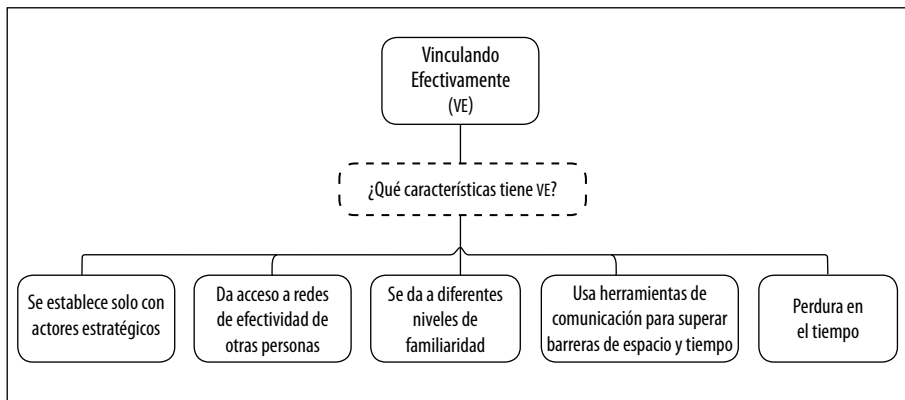 Vinculando
Efectivamente
(VE)
¿Qué características tiene VE?
Se establece solo con
actores estratégicos
Da acceso a redes
de efectividad de
otras personas
Se da a diferentes
niveles de
familiaridad
Usa herramientas de
comunicación para superar
barreras de espacio y tiempo
Perdura en
el tiempo